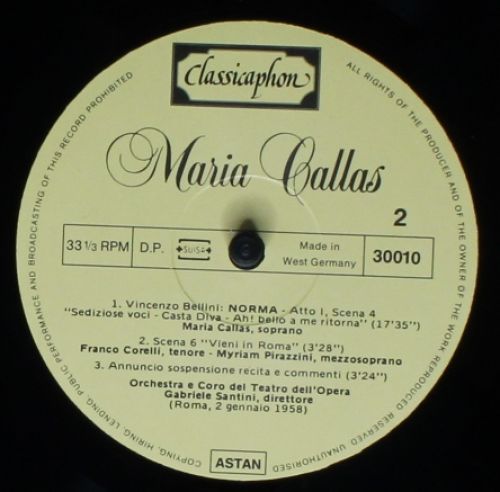 Classicaphon
Maria Callas
2
33 1/3 RPM D.P. SUISA Made in West Germany 30010
1. Vincenzo Bellini: NORMA - Atto I, Scena 4
"Sediziose voci - Casta Diva - Ah! bello a me ritorna" (17'35")
Maria Callas, soprano
2. Scena 6 "Vieni in Roma" (3'28")
Franco Corelli, tenore - Myriam Pirazzini, mezzosoprano
3. Annuncio sospensione recita e commenti (3'24")
Orchestra e Coro del Teatro dell'Opera
Gabriele Santini, direttore
(Roma, 2 gennaio 1958)
ASTAN
ALL RIGHTS OF THE PRODUCER AND OF THE OWNER OF THE WORK REPRODUCED RESERVED UNAUTHORISED COPYING, HIRING, LENDING, PUBLIC PERFORMANCE AND BROADCASTING OF THIS RECORD PROHIBITED